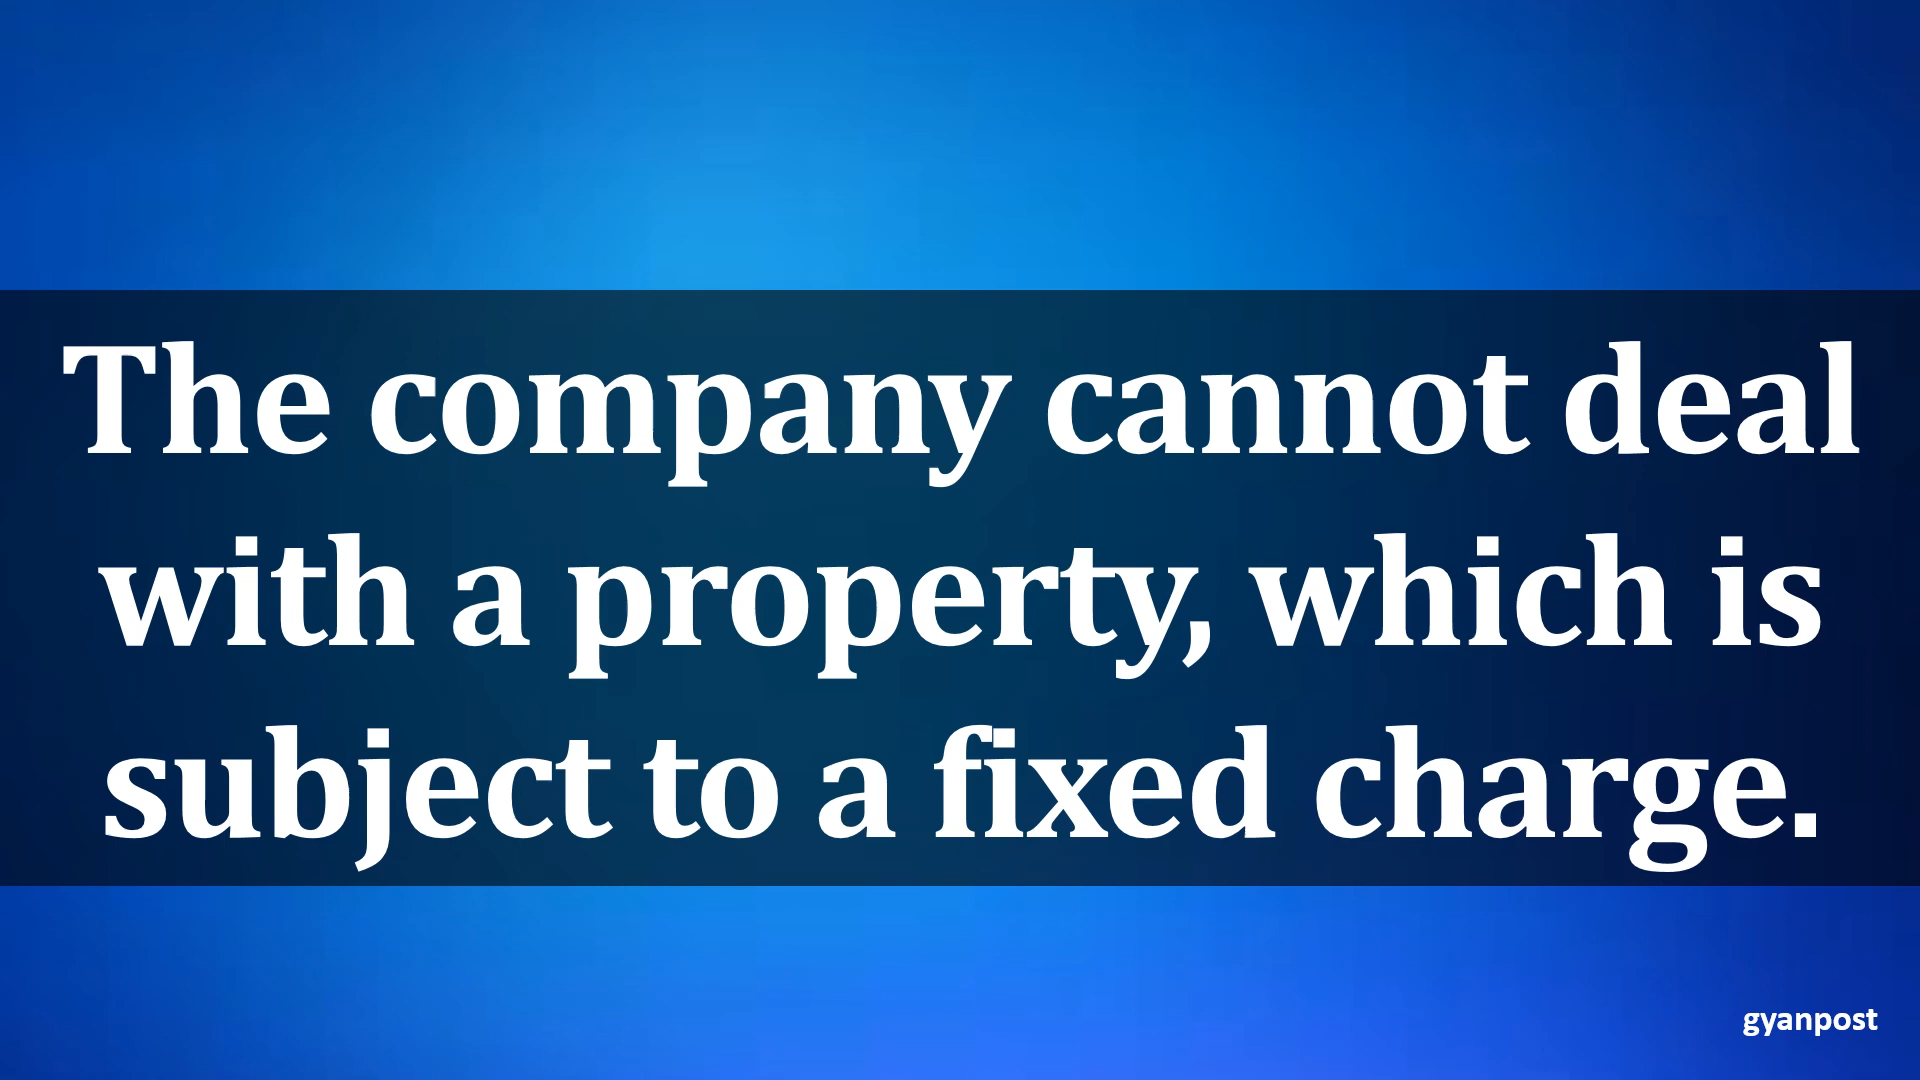 The company cannot deal
with a property, which is
subject to a fixed charge.
gyanpost